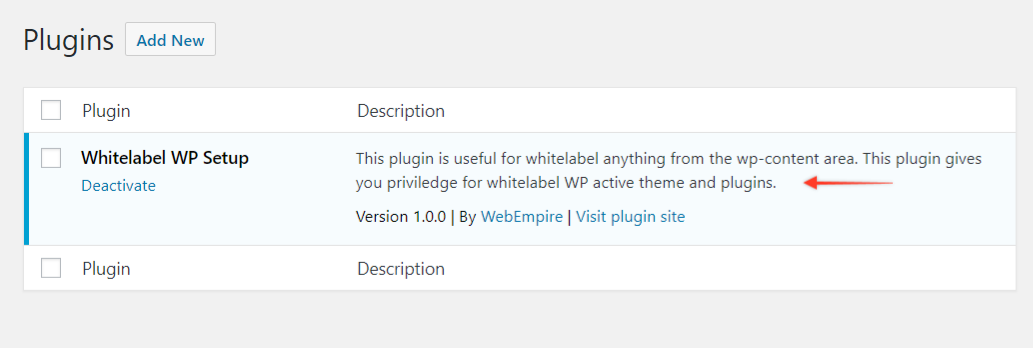 Plugins Add New
Plugin Description
Whitelabel WP Setup
Deactivate
This plugin is useful for whitelabel anything from the wp-content area. This plugin gives
you priviledge for whitelabel WP active theme and plugins.
Version 1.0.0 | By WebEmpire | Visit plugin site
Plugin Description